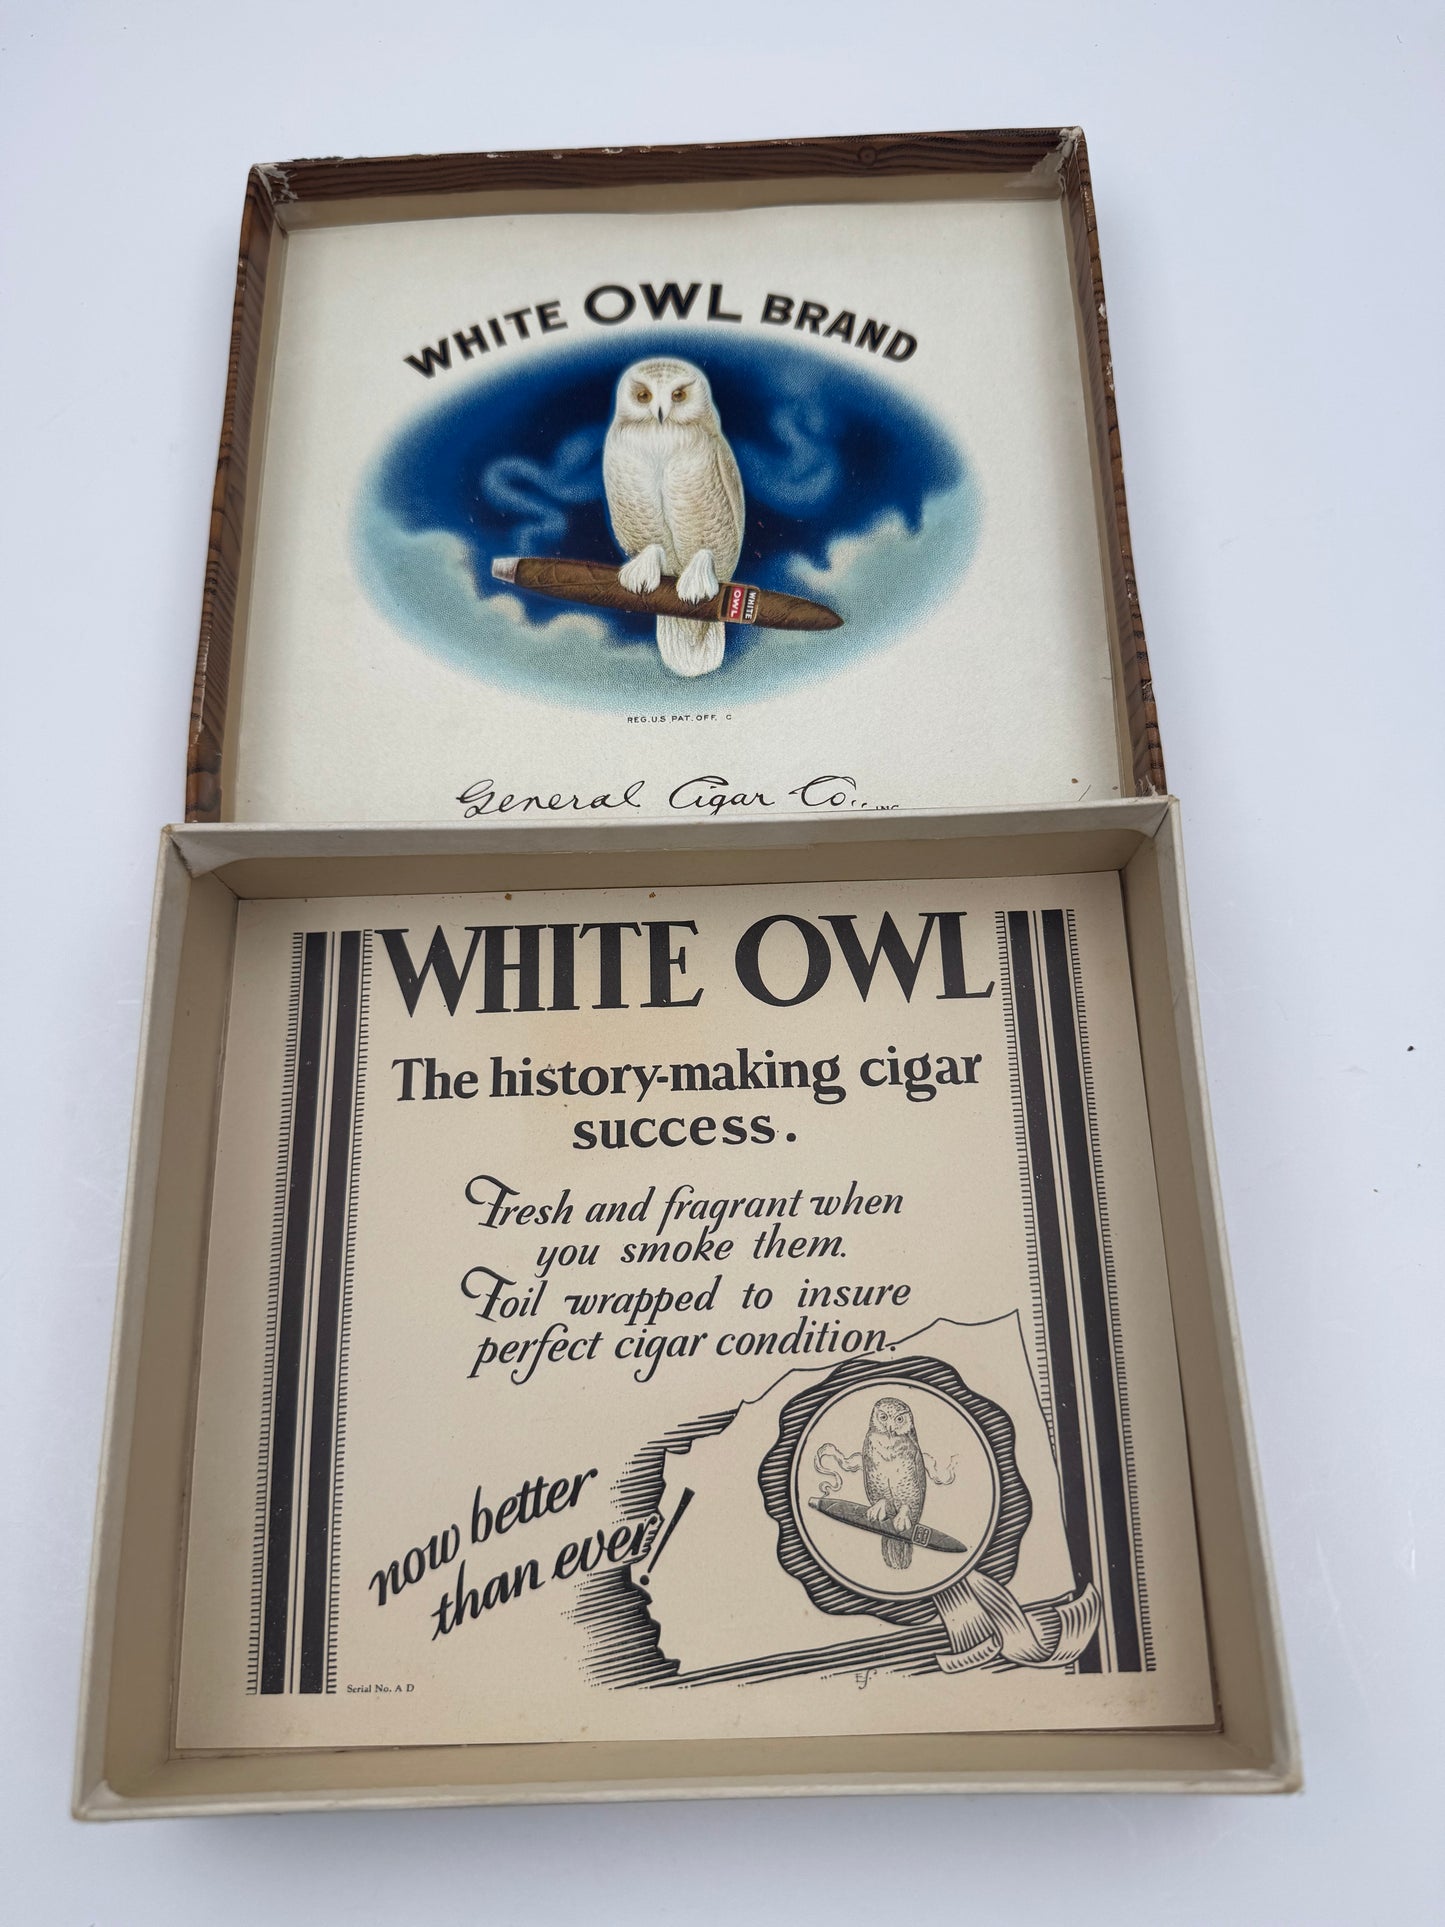 WHITE OWL BRAND
WHITE
OWL
REG. U.S. PAT. OFF. C
General Cigar Co., INC.
WHITE OWL
The history-making cigar
success.
Fresh and fragrant when
you smoke them.
Foil wrapped to insure
perfect cigar condition.
now better
than ever!
Serial No. A D